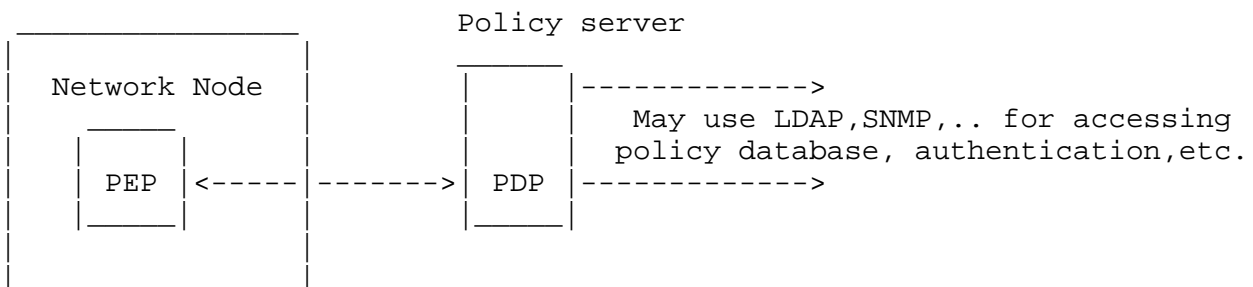 Policy server
Network Node
May use LDAP,SNMP,.. for accessing
policy database, authentication,etc.
PEP
PDP